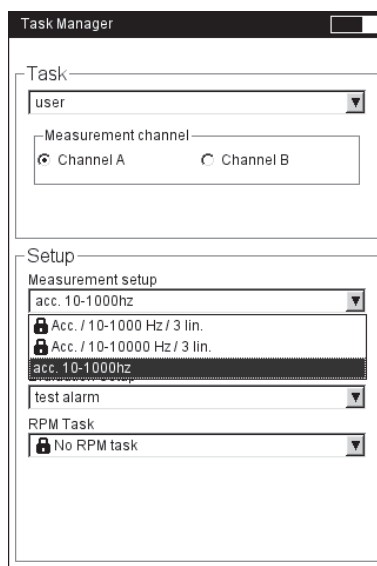 Task Manager
Task
user
Measurement channel
Channel A
Channel B
Setup
Measurement setup
acc. 10-1000hz
Acc. / 10-1000 Hz / 3 lin.
Acc. / 10-10000 Hz / 3 lin.
acc. 10-1000hz
test alarm
RPM Task
No RPM task